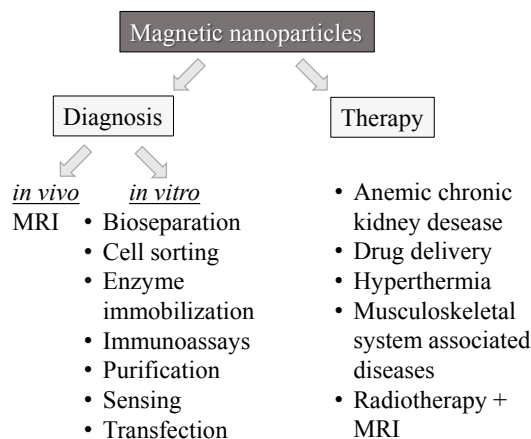 Magnetic nanoparticles
Diagnosis
Therapy
in vivo
MRI
in vitro
• Bioseparation
• Cell sorting
• Enzyme
immobilization
• Immunoassays
• Purification
• Sensing
• Transfection
• Anemic chronic
kidney desease
• Drug delivery
• Hyperthermia
• Musculoskeletal
system associated
diseases
• Radiotherapy +
MRI